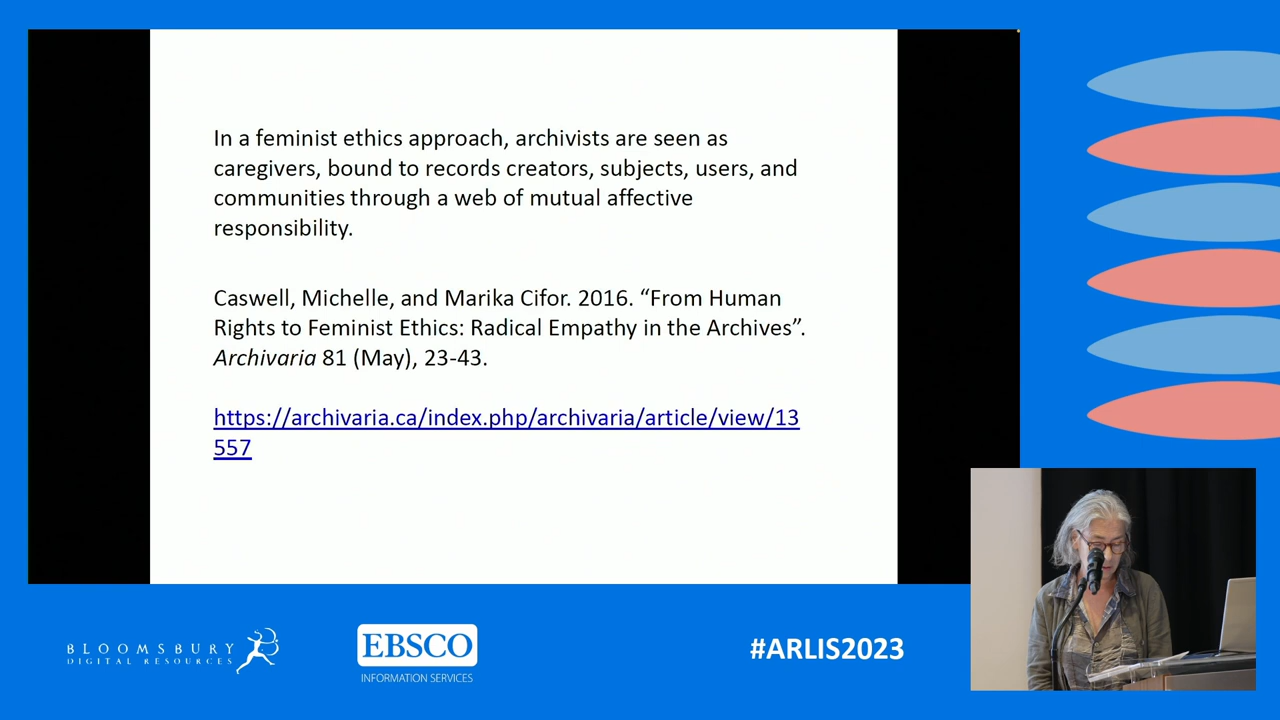 In a feminist ethics approach, archivists are seen as
caregivers, bound to records creators, subjects, users, and
communities through a web of mutual affective
responsibility.
Caswell, Michelle, and Marika Cifor. 2016. “From Human
Rights to Feminist Ethics: Radical Empathy in the Archives”.
Archivaria 81 (May), 23-43.
https://archivaria.ca/index.php/archivaria/article/view/13
557
BLOOMSBURY
DIGITAL RESOURCES
EBSCO
INFORMATION SERVICES
#ARLIS2023